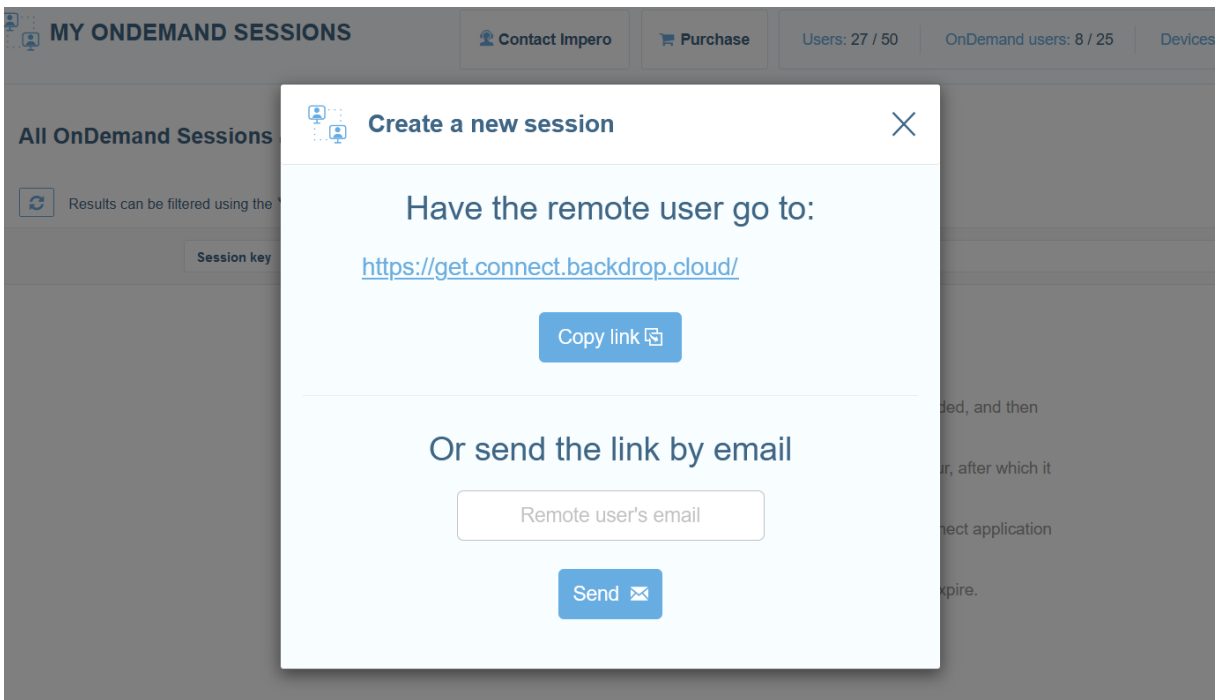 MY ONDEMAND SESSIONS
Contact Impero
Purchase
Users: 27 / 50
OnDemand users: 8 / 25
Devices
All OnDemand Sessions
Results can be filtered using the
Session key
Create a new session
Have the remote user go to:
https://get.connect.backdrop.cloud/
Copy link
Or send the link by email
Remote user's email
Send
and then
after which it
application